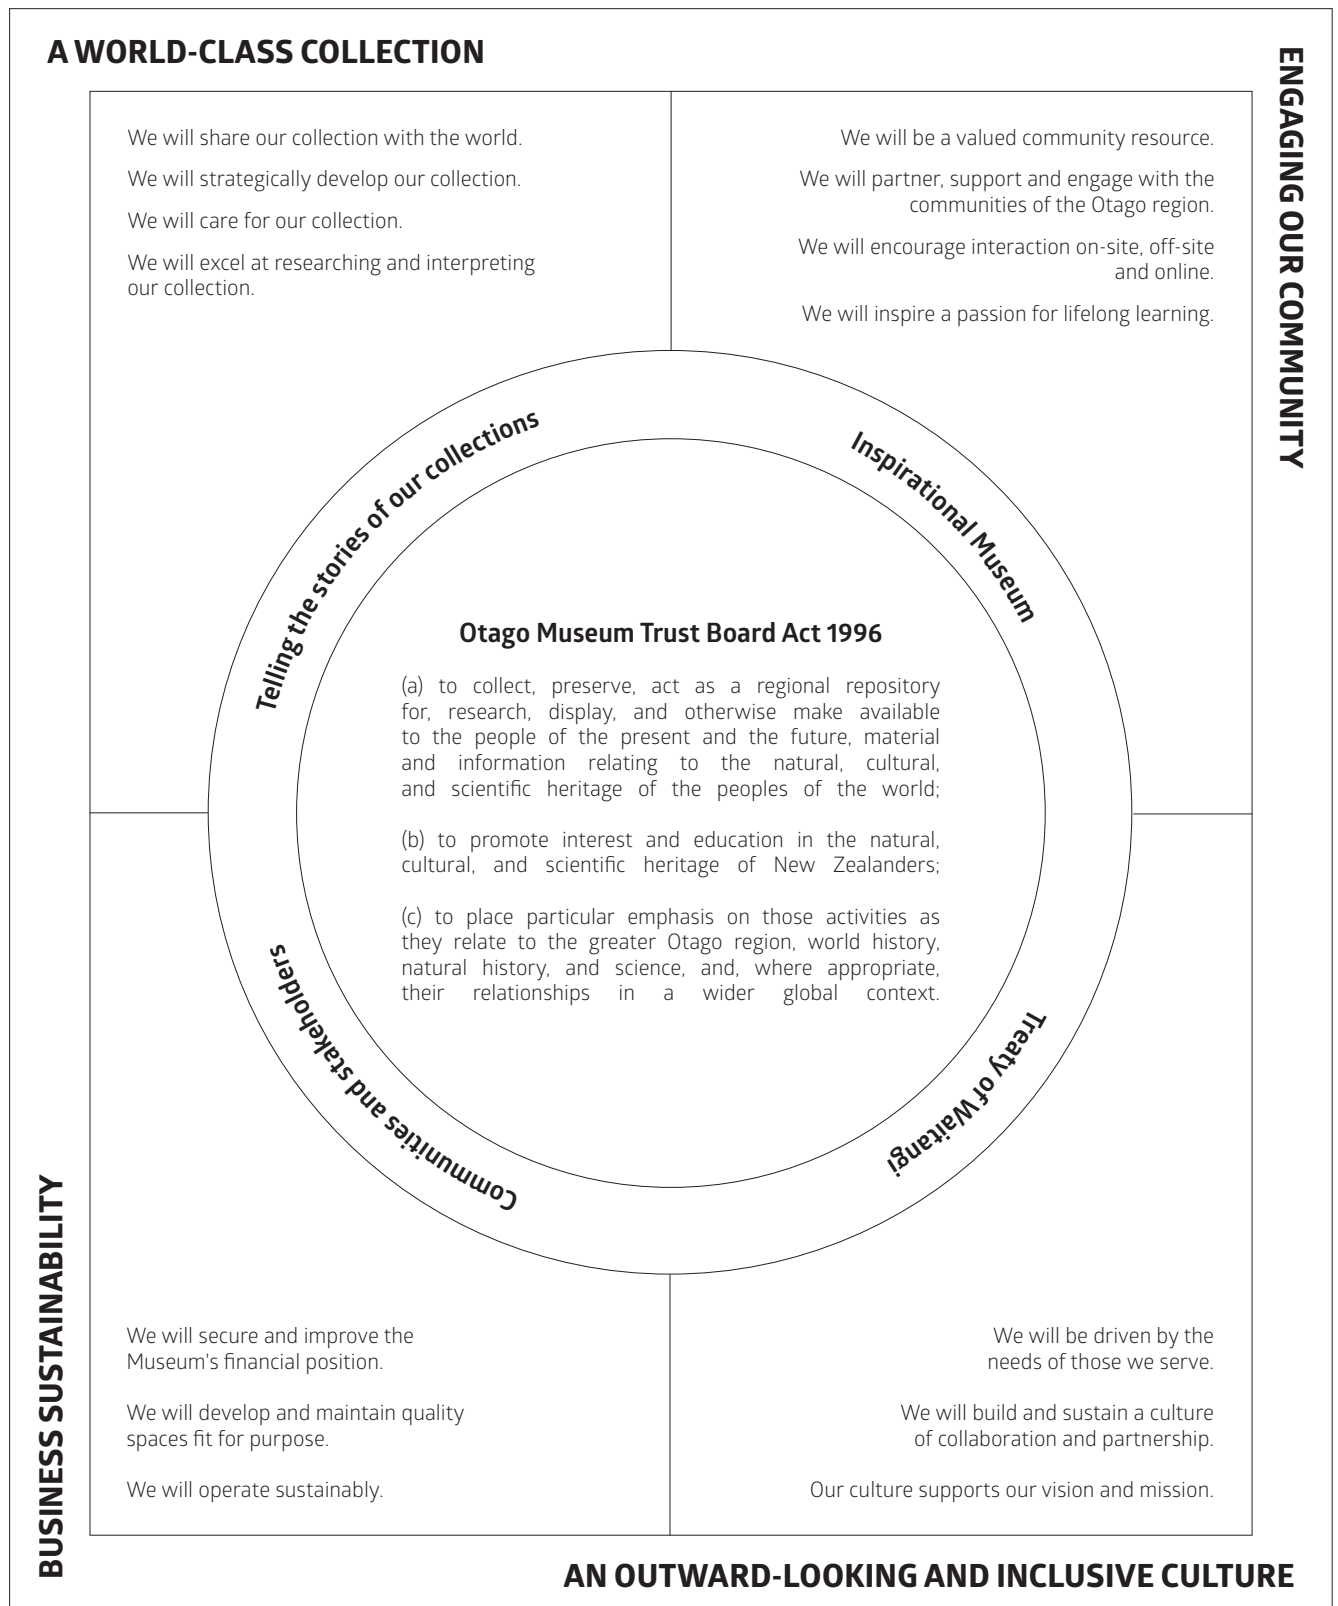 A WORLD-CLASS COLLECTION
ENGAGING OUR COMMUNITY
We will share our collection with the world.
We will strategically develop our collection.
We will care for our collection.
We will excel at researching and interpreting
our collection.
We will be a valued community resource.
We will partner, support and engage with the
communities of the Otago region.
We will encourage interaction on-site, off-site
and online.
We will inspire a passion for lifelong learning.
Telling the stories of our collections
Inspirational Museum
Otago Museum Trust Board Act 1996
(a) to collect, preserve, act as a regional repository
for, research, display, and otherwise make available
to the people of the present and the future, material
and information relating to the natural, cultural,
and scientific heritage of the peoples of the world;
(b) to promote interest and education in the natural,
cultural, and scientific heritage of New Zealanders;
(c) to place particular emphasis on those activities as
they relate to the greater Otago region, world history,
natural history, and science, and, where appropriate,
their relationships in a wider global context.
Communities and stakeholders
Treaty of Waitangi
BUSINESS SUSTAINABILITY
We will secure and improve the
Museum's financial position.
We will develop and maintain quality
spaces fit for purpose.
We will operate sustainably.
We will be driven by the
needs of those we serve.
We will build and sustain a culture
of collaboration and partnership.
Our culture supports our vision and mission.
AN OUTWARD-LOOKING AND INCLUSIVE CULTURE